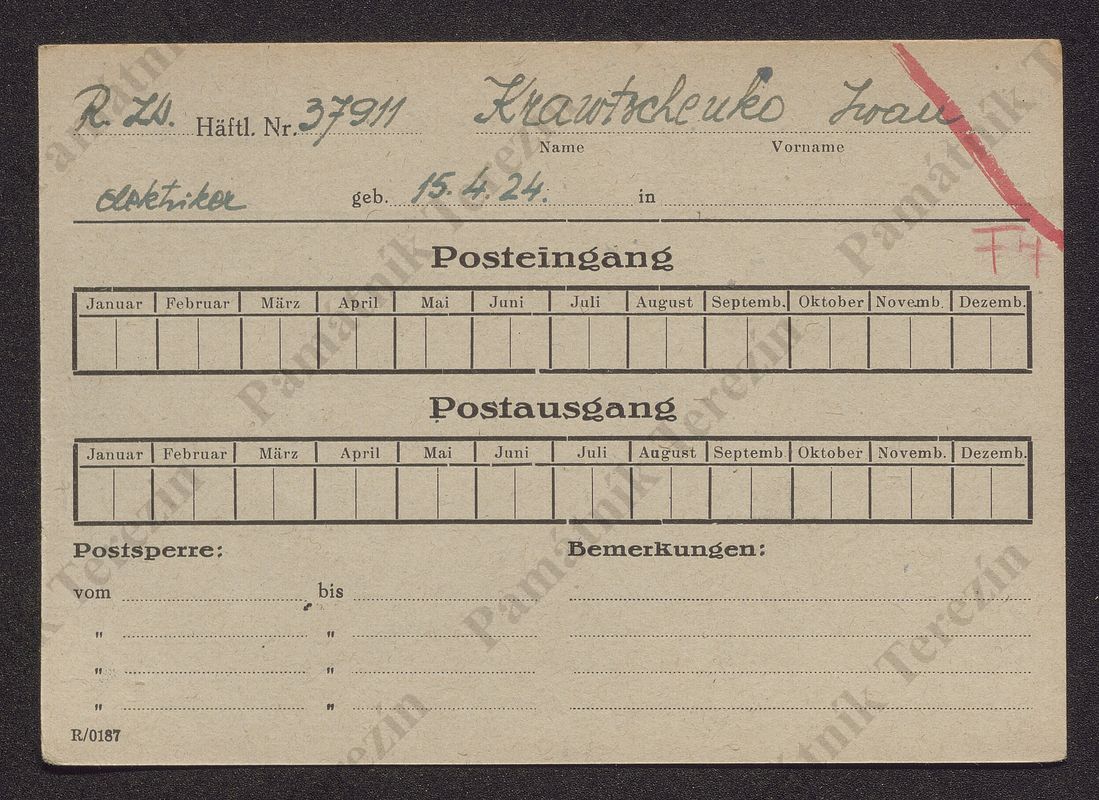 R. Zw. Häftl. Nr. 37911 Krawtschenko Iwan
Name Vorname
elektriker geb. 15.4.24. in
F4
Posteingang
Januar Februar März April Mai Juni Juli August Septemb. Oktober Novemb. Dezemb.
Postausgang
Januar Februar März April Mai Juni Juli August Septemb. Oktober Novemb. Dezemb.
Postsperre: Bemerkungen:
vom bis
" "
" "
" "
R/0187
Památník Terezín